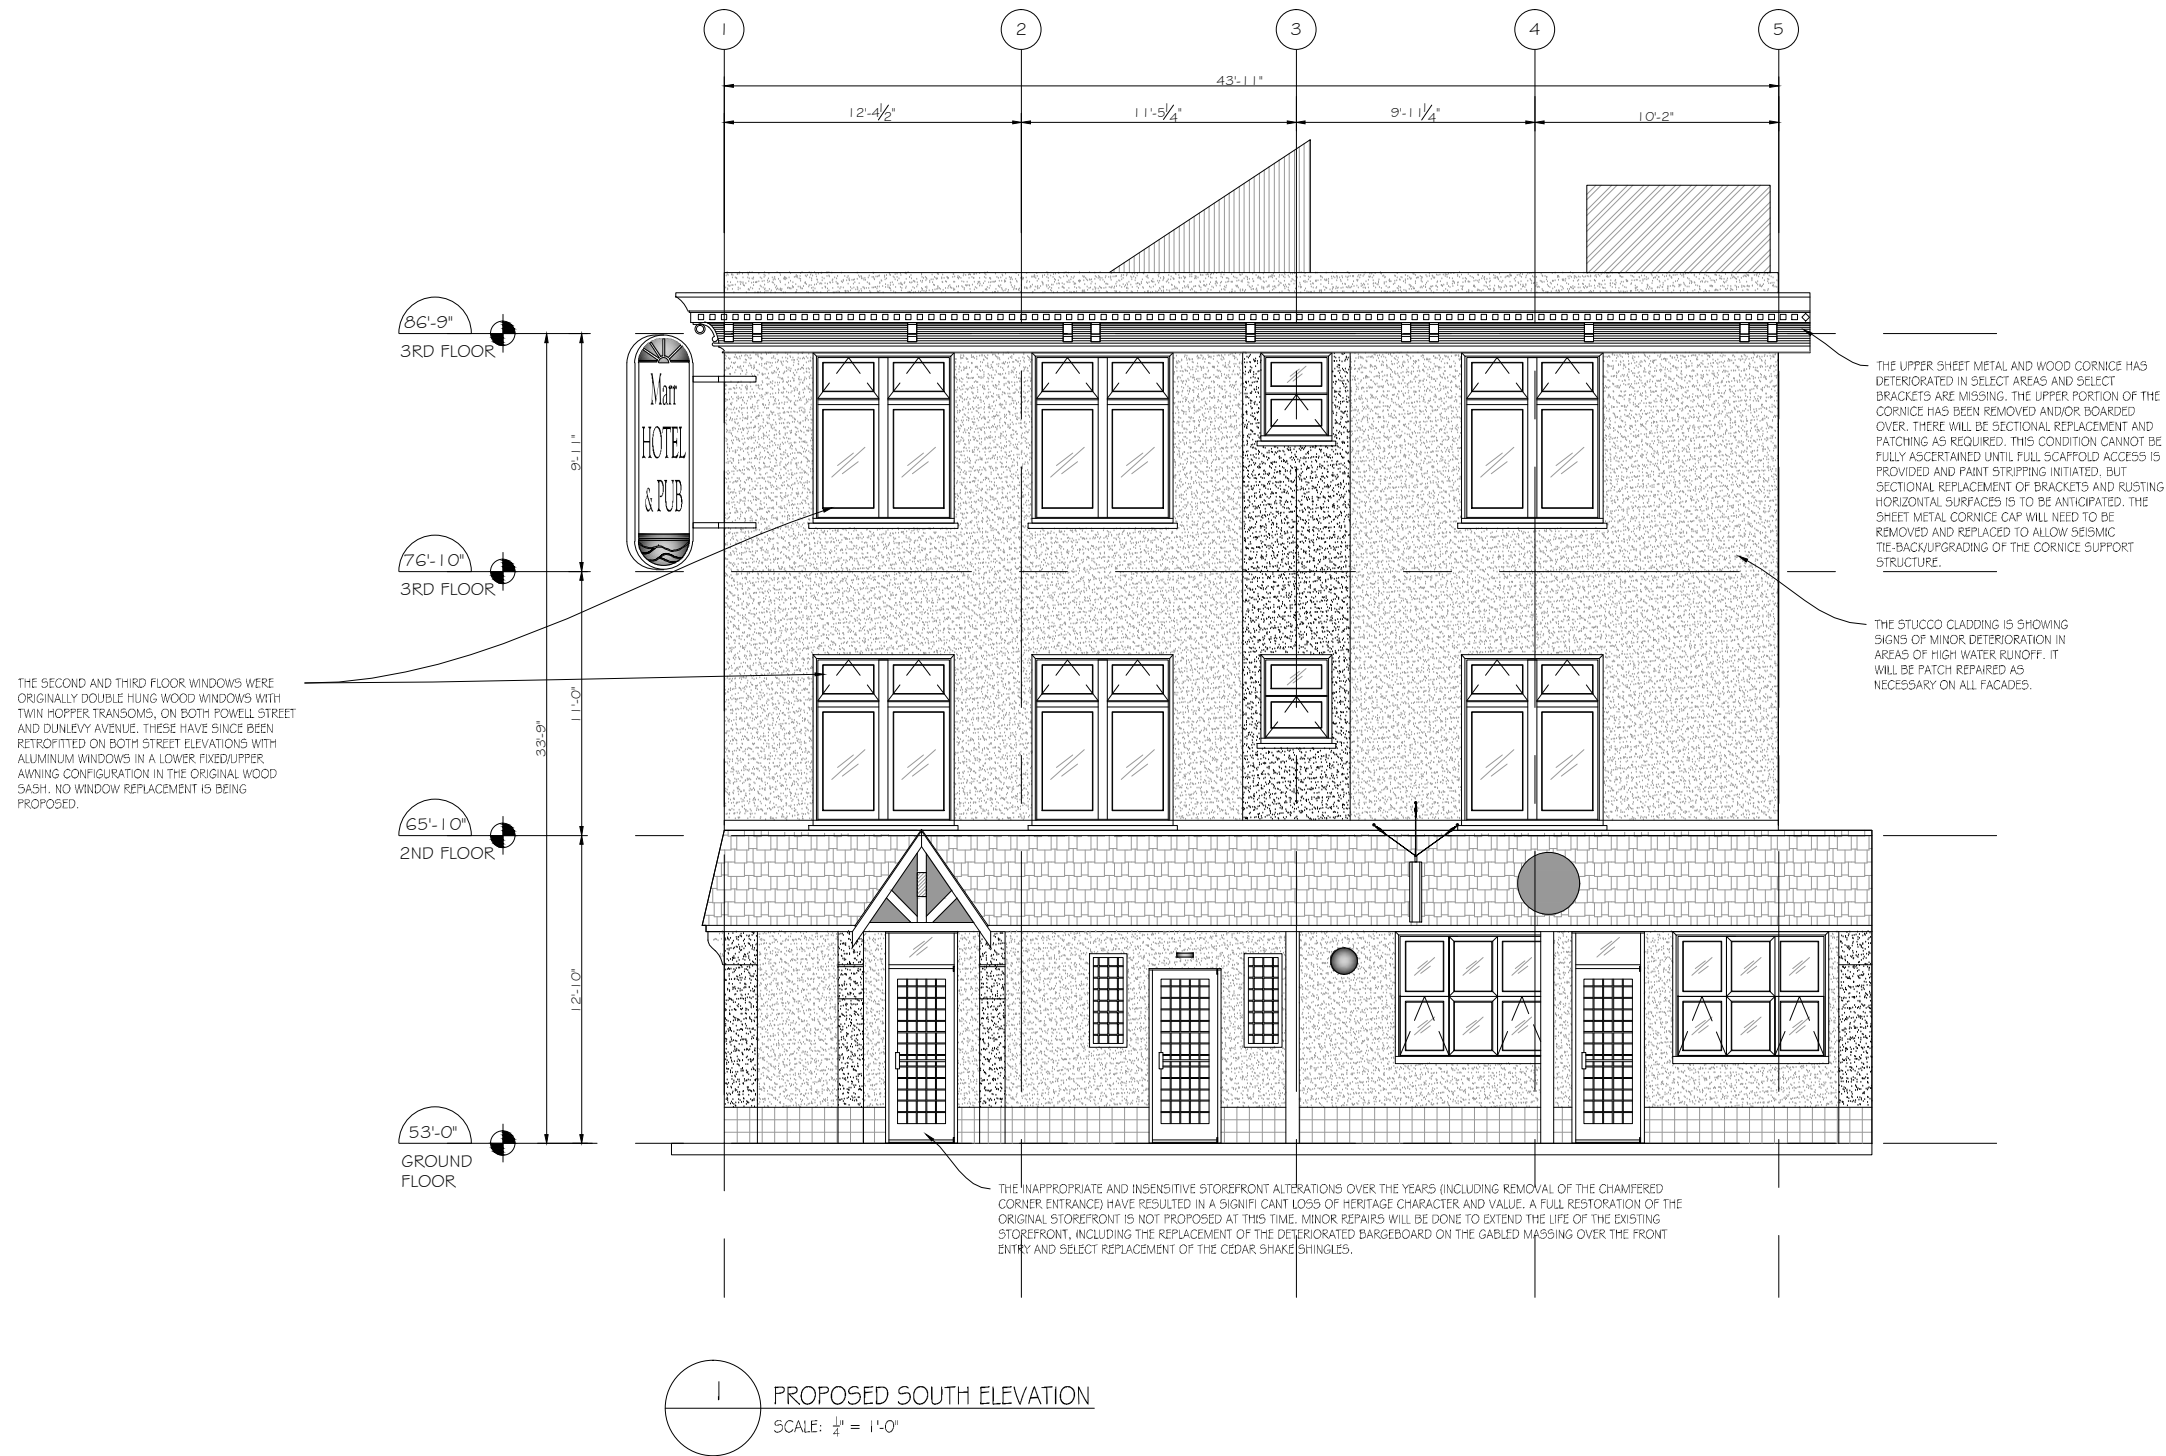 1 2 3 4 5
43'-11"
12'-4 1/2" 11'-5 1/4" 9'-11 1/4" 10'-2"
86'-9"
3RD FLOOR
Marr
HOTEL
& PUB
9'-11"
76'-10"
3RD FLOOR
11'-0"
33'-9"
65'-10"
2ND FLOOR
12'-10"
53'-0"
GROUND
FLOOR
THE SECOND AND THIRD FLOOR WINDOWS WERE
ORIGINALLY DOUBLE HUNG WOOD WINDOWS WITH
TWIN HOPPER TRANSOMS, ON BOTH POWELL STREET
AND DUNLEVY AVENUE. THESE HAVE SINCE BEEN
RETROFITTED ON BOTH STREET ELEVATIONS WITH
ALUMINUM WINDOWS IN A LOWER FIXED/UPPER
AWNING CONFIGURATION IN THE ORIGINAL WOOD
SASH. NO WINDOW REPLACEMENT IS BEING
PROPOSED.
THE UPPER SHEET METAL AND WOOD CORNICE HAS
DETERIORATED IN SELECT AREAS AND SELECT
BRACKETS ARE MISSING. THE UPPER PORTION OF THE
CORNICE HAS BEEN REMOVED AND/OR BOARDED
OVER. THERE WILL BE SECTIONAL REPLACEMENT AND
PATCHING AS REQUIRED. THIS CONDITION CANNOT BE
FULLY ASCERTAINED UNTIL FULL SCAFFOLD ACCESS IS
PROVIDED AND PAINT STRIPPING INITIATED, BUT
SECTIONAL REPLACEMENT OF BRACKETS AND RUSTING
HORIZONTAL SURFACES IS TO BE ANTICIPATED. THE
SHEET METAL CORNICE CAP WILL NEED TO BE
REMOVED AND REPLACED TO ALLOW SEISMIC
TIE-BACK/UPGRADING OF THE CORNICE SUPPORT
STRUCTURE.
THE STUCCO CLADDING IS SHOWING
SIGNS OF MINOR DETERIORATION IN
AREAS OF HIGH WATER RUNOFF. IT
WILL BE PATCH REPAIRED AS
NECESSARY ON ALL FACADES.
THE INAPPROPRIATE AND INSENSITIVE STOREFRONT ALTERATIONS OVER THE YEARS (INCLUDING REMOVAL OF THE CHAMFERED
CORNER ENTRANCE) HAVE RESULTED IN A SIGNIFI CANT LOSS OF HERITAGE CHARACTER AND VALUE. A FULL RESTORATION OF THE
ORIGINAL STOREFRONT IS NOT PROPOSED AT THIS TIME. MINOR REPAIRS WILL BE DONE TO EXTEND THE LIFE OF THE EXISTING
STOREFRONT, INCLUDING THE REPLACEMENT OF THE DETERIORATED BARGEBOARD ON THE GABLED MASSING OVER THE FRONT
ENTRY AND SELECT REPLACEMENT OF THE CEDAR SHAKE SHINGLES.
1 PROPOSED SOUTH ELEVATION
SCALE: 1/4" = 1'-0"